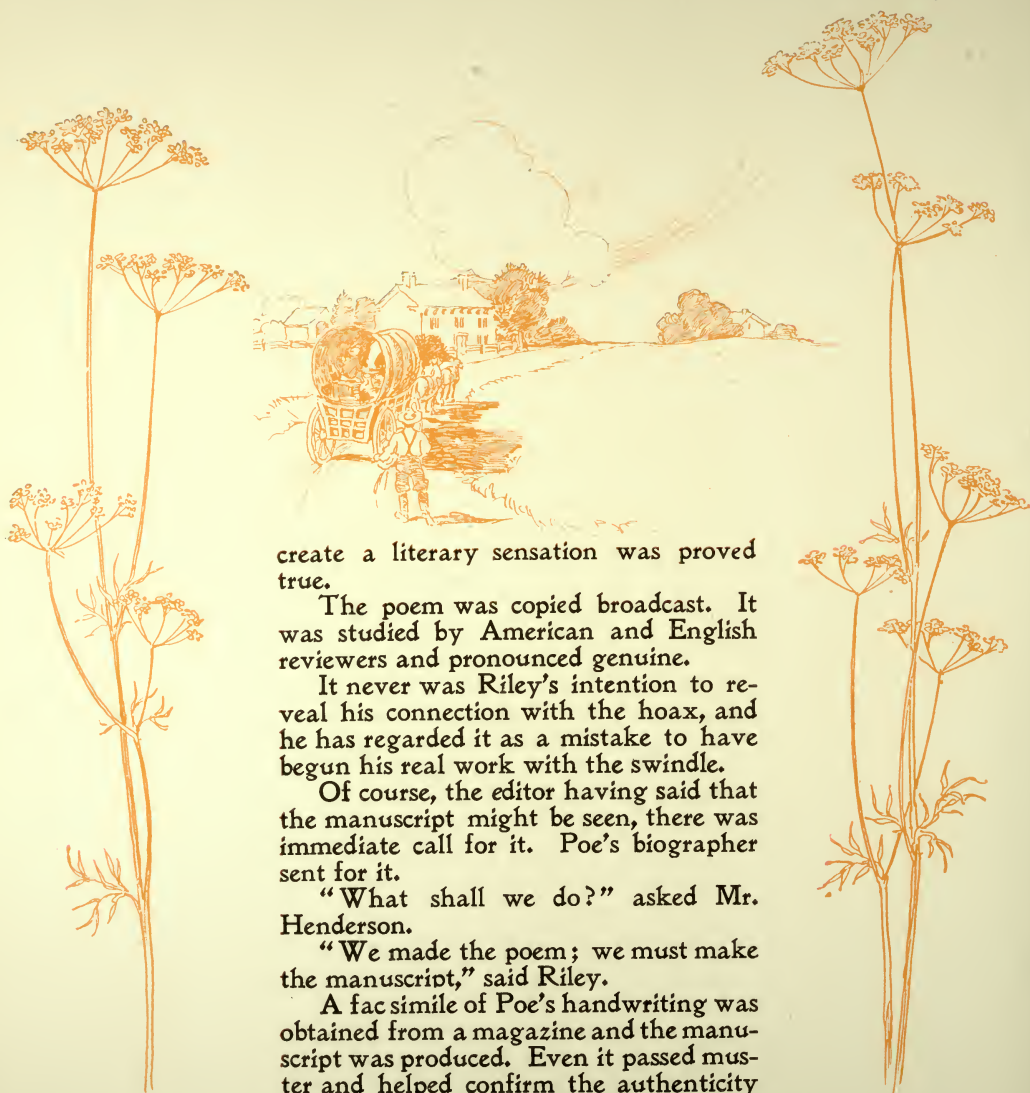 create a literary sensation was proved
true.
The poem was copied broadcast. It
was studied by American and English
reviewers and pronounced genuine.
It never was Riley's intention to re-
veal his connection with the hoax, and
he has regarded it as a mistake to have
begun his real work with the swindle.
Of course, the editor having said that
the manuscript might be seen, there was
immediate call for it. Poe's biographer
sent for it.
"What shall we do?" asked Mr.
Henderson.
"We made the poem; we must make
the manuscript," said Riley.
A fac simile of Poe's handwriting was
obtained from a magazine and the manu-
script was produced. Even it passed mus-
ter and helped confirm the authenticity